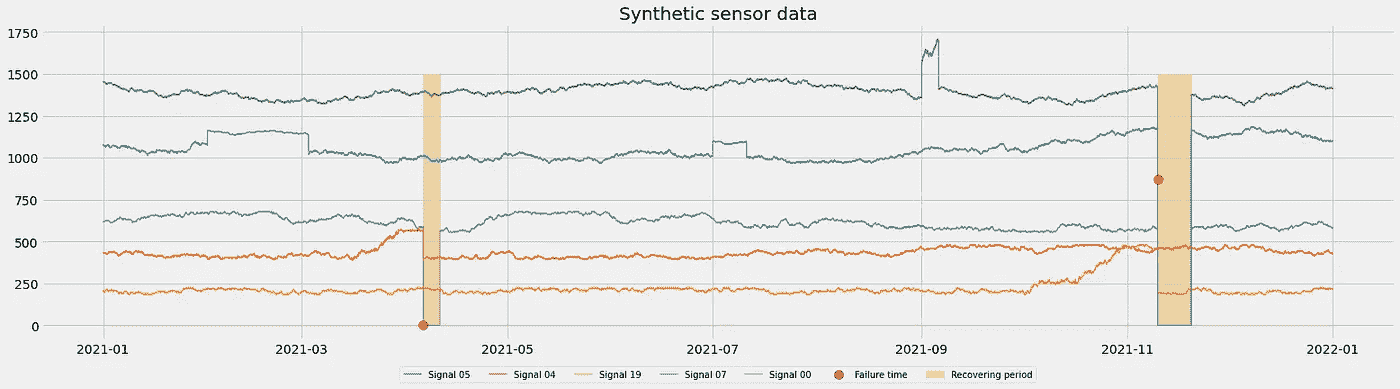 Synthetic sensor data
1750
1500
1250
1000
750
500
250
0
2021-01 2021-03 2021-05 2021-07 2021-09 2021-11 2022-01
Signal 05 Signal 04 Signal 19 Signal 07 Signal 00 Failure time Recovering period